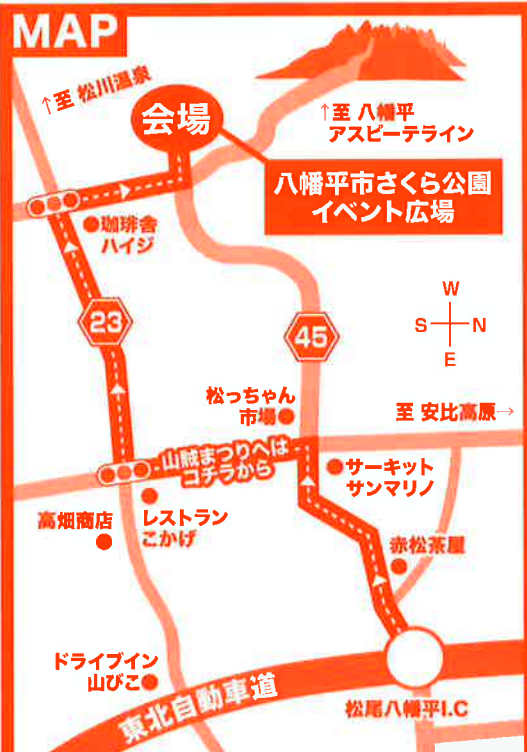 MAP
↑至 松川温泉
会場
↑至 八幡平
アスピーテライン
八幡平市さくら公園
イベント広場
珈琲舎
ハイジ
W
S
N
E
23
45
松っちゃん
市場
至 安比高原→
山賊まつりへは
コチラから
サーキット
サンマリノ
高畑商店
レストラン
こかげ
赤松茶屋
ドライブイン
山びこ
東北自動車道
松尾八幡平I.C